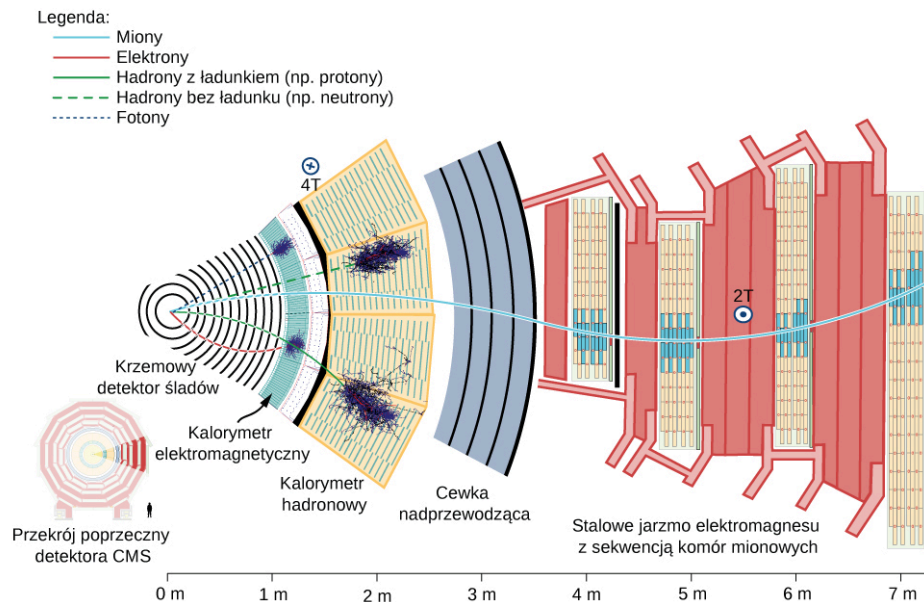 Legenda:
Miony
Elektrony
Hadrony z ładunkiem (np. protony)
Hadrony bez ładunku (np. neutrony)
Fotony
4T
2T
Krzemowy
detektor śladów
Kalorymetr
elektromagnetyczny
Kalorymetr
hadronowy
Cewka
nadprzewodząca
Stalowe jarzmo elektromagnesu
z sekwencją komór mionowych
Przekrój poprzeczny
detektora CMS
0 m 1 m 2 m 3 m 4 m 5 m 6 m 7 m